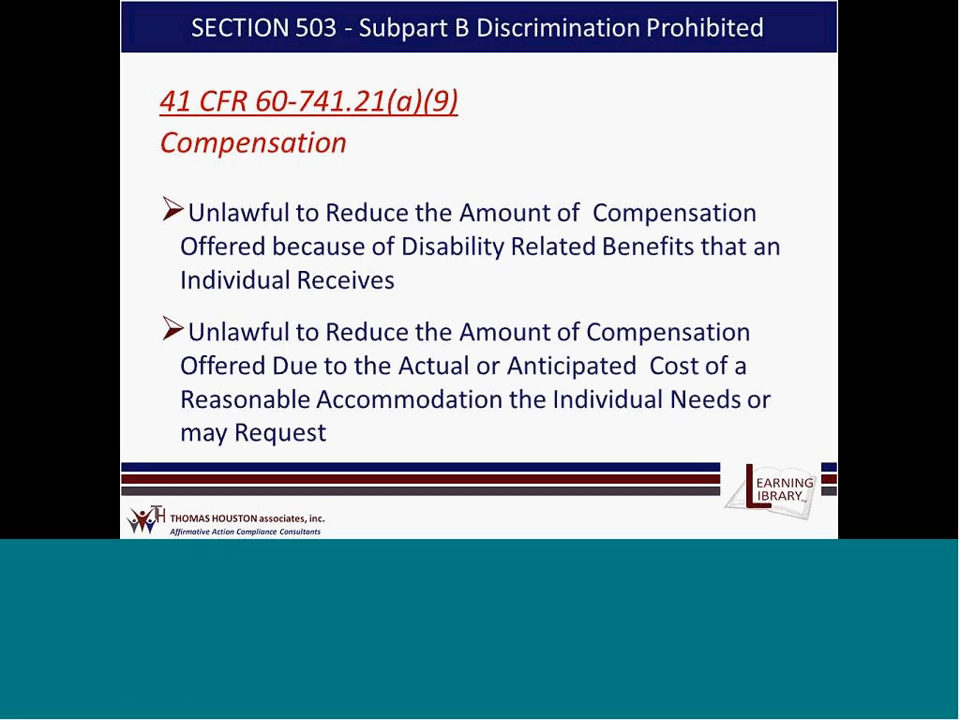 SECTION 503 - Subpart B Discrimination Prohibited
41 CFR 60-741.21(a)(9)
Compensation
Unlawful to Reduce the Amount of Compensation
Offered because of Disability Related Benefits that an
Individual Receives
Unlawful to Reduce the Amount of Compensation
Offered Due to the Actual or Anticipated Cost of a
Reasonable Accommodation the Individual Needs or
may Request
LEARNING
LIBRARY
TH
THOMAS HOUSTON associates, inc.
Affirmative Action Compliance Consultants